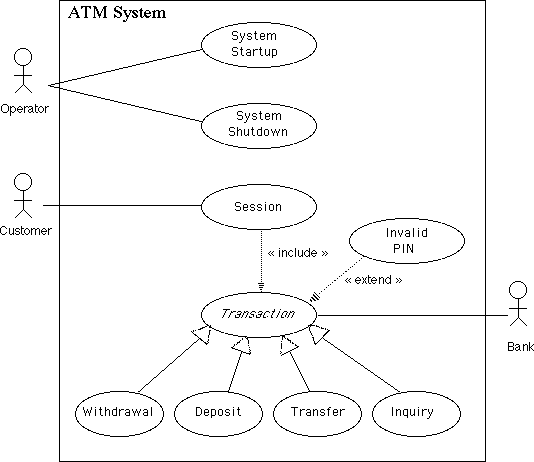 ATM System
System
Startup
Operator
System
Shutdown
Customer
Session
Invalid
PIN
« include »
« extend »
Transaction
Bank
Withdrawal
Deposit
Transfer
Inquiry